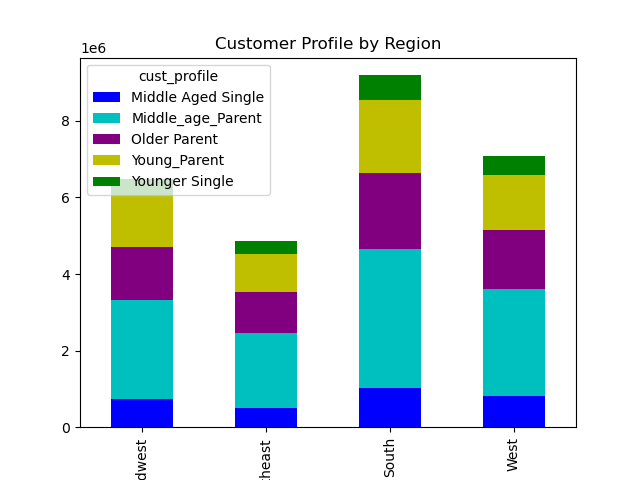 Customer Profile by Region
1e6
cust_profile
Middle Aged Single
Middle_age_Parent
Older Parent
Young_Parent
Younger Single
8
6
4
2
0
dwest
theast
South
West